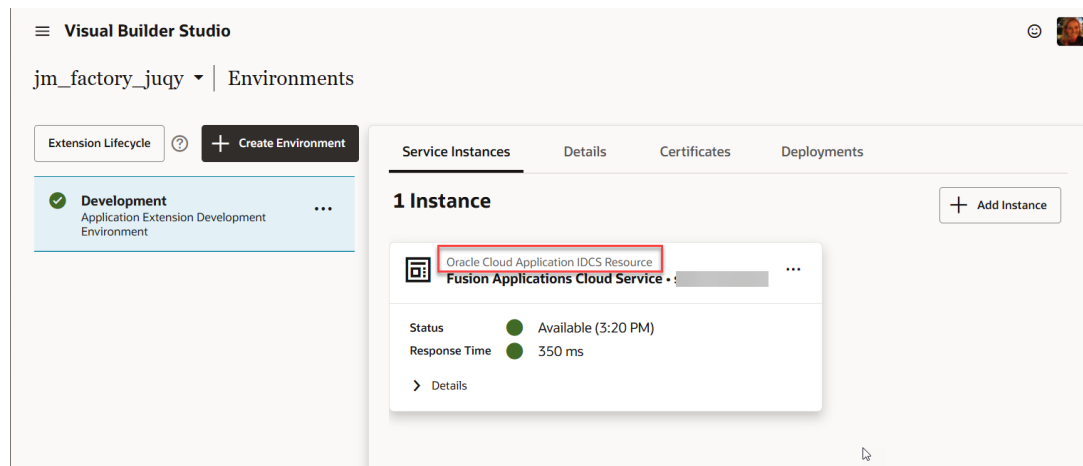 Visual Builder Studio
jm_factory_juqy Environments
Extension Lifecycle
Create Environment
Service Instances Details Certificates Deployments
Development
Application Extension Development
Environment
1 Instance
Add Instance
Oracle Cloud Application IDCS Resource
Fusion Applications Cloud Service •
Status Available (3:20 PM)
Response Time 350 ms
Details